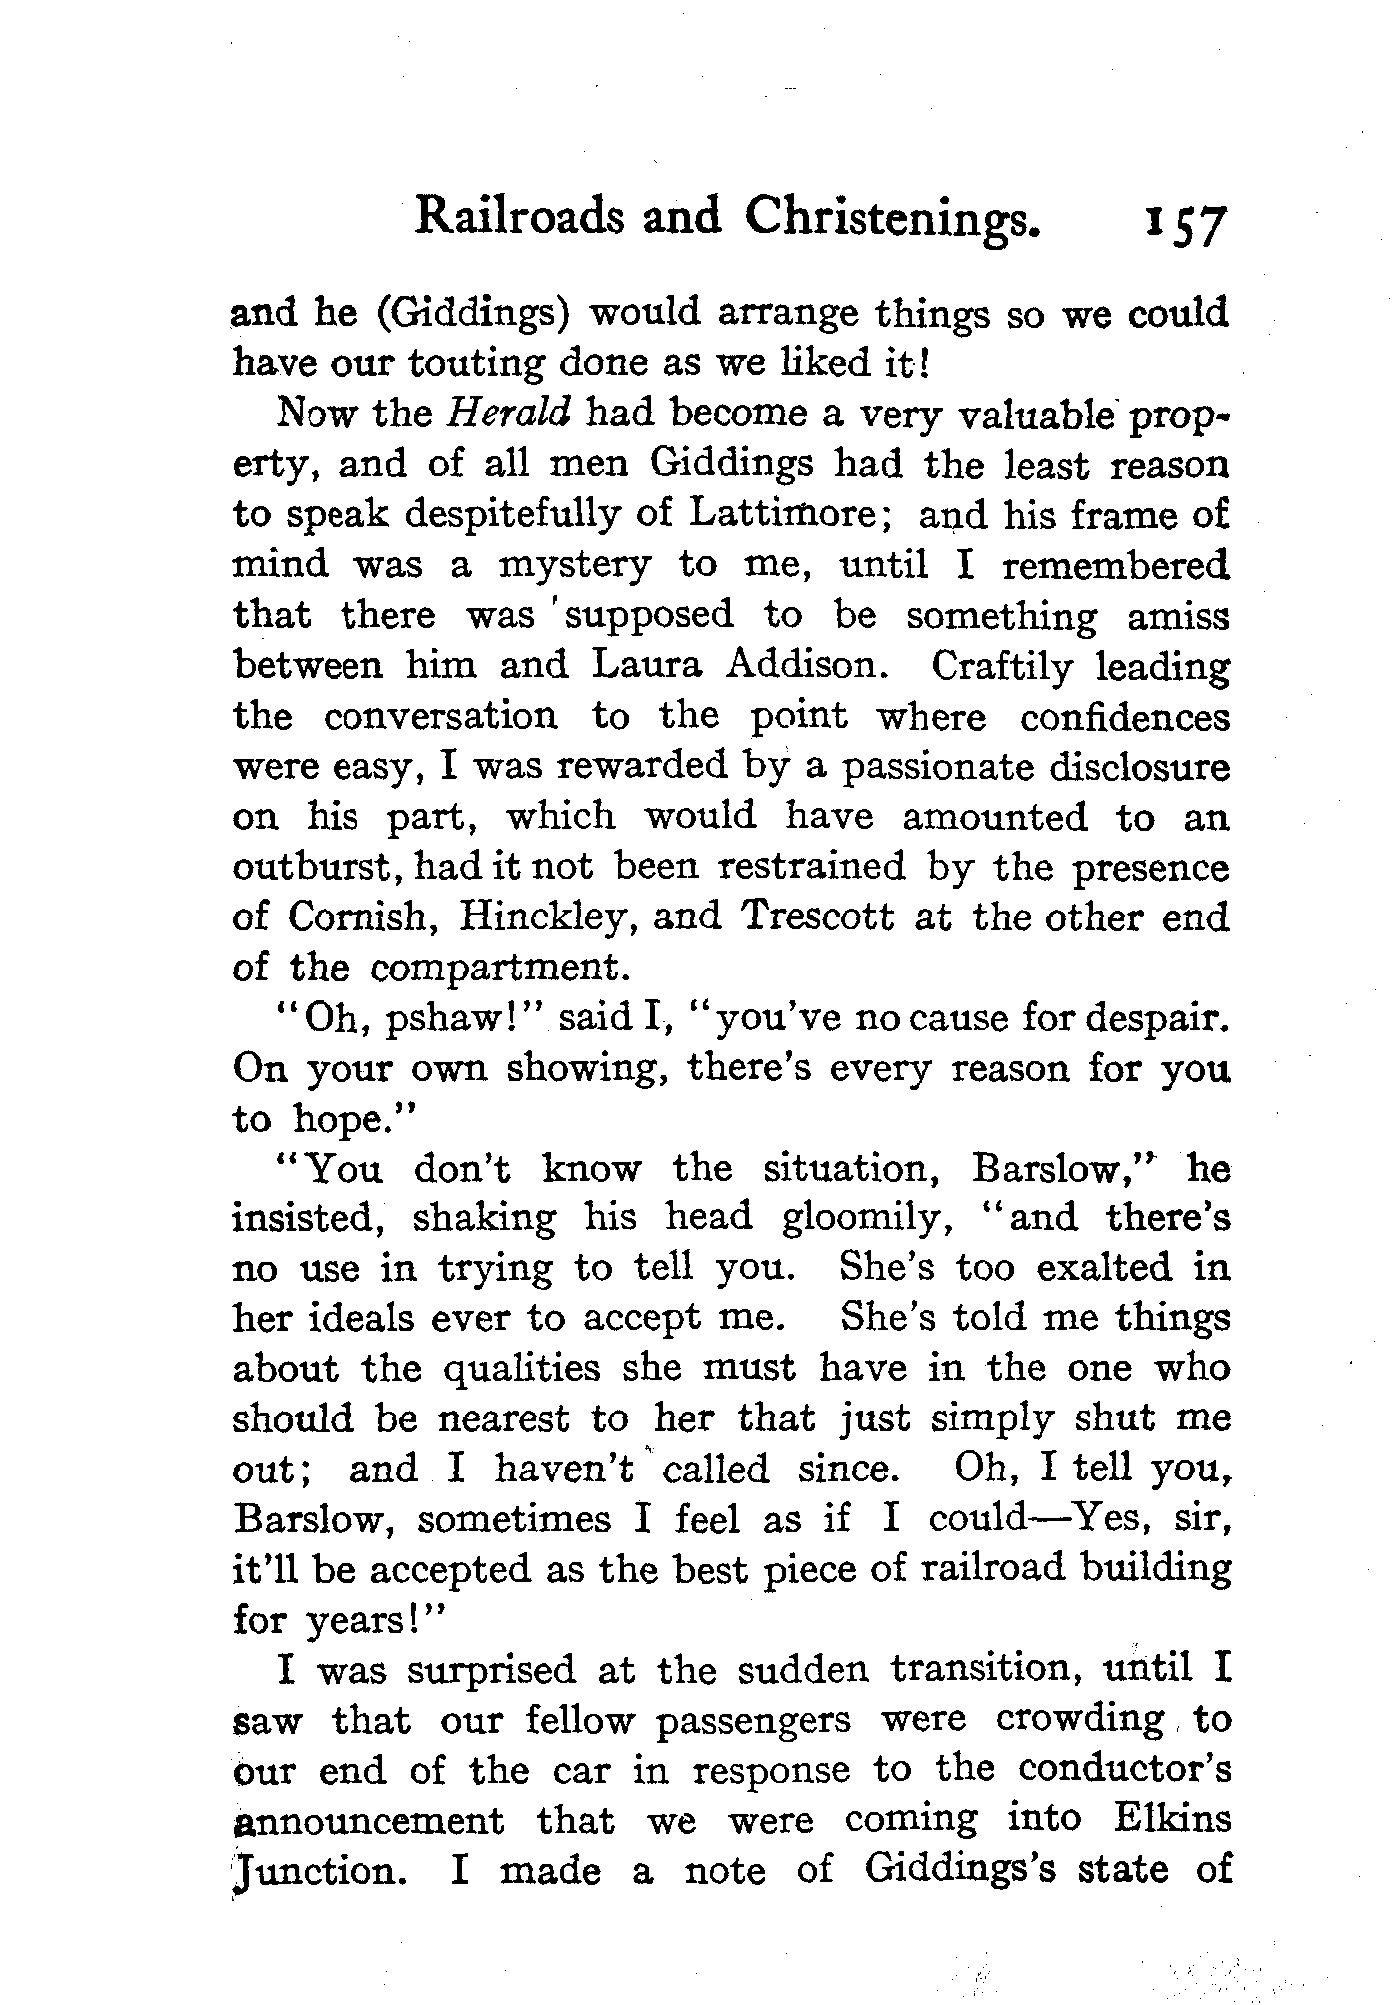 Railroads and Christenings. 157
and he (Giddings) would arrange things so we could
have our touting done as we liked it!
Now the Herald had become a very valuable prop-
erty, and of all men Giddings had the least reason
to speak despitefully of Lattimore; and his frame of
mind was a mystery to me, until I remembered
that there was supposed to be something amiss
between him and Laura Addison. Craftily leading
the conversation to the point where confidences
were easy, I was rewarded by a passionate disclosure
on his part, which would have amounted to an
outburst, had it not been restrained by the presence
of Cornish, Hinckley, and Trescott at the other end
of the compartment.
"Oh, pshaw!" said I, "you've no cause for despair.
On your own showing, there's every reason for you
to hope."
"You don't know the situation, Barslow," he
insisted, shaking his head gloomily, "and there's
no use in trying to tell you. She's too exalted in
her ideals ever to accept me. She's told me things
about the qualities she must have in the one who
should be nearest to her that just simply shut me
out; and I haven't called since. Oh, I tell you,
Barslow, sometimes I feel as if I could—Yes, sir,
it'll be accepted as the best piece of railroad building
for years!"
I was surprised at the sudden transition, until I
saw that our fellow passengers were crowding to
our end of the car in response to the conductor's
announcement that we were coming into Elkins
Junction. I made a note of Giddings's state of